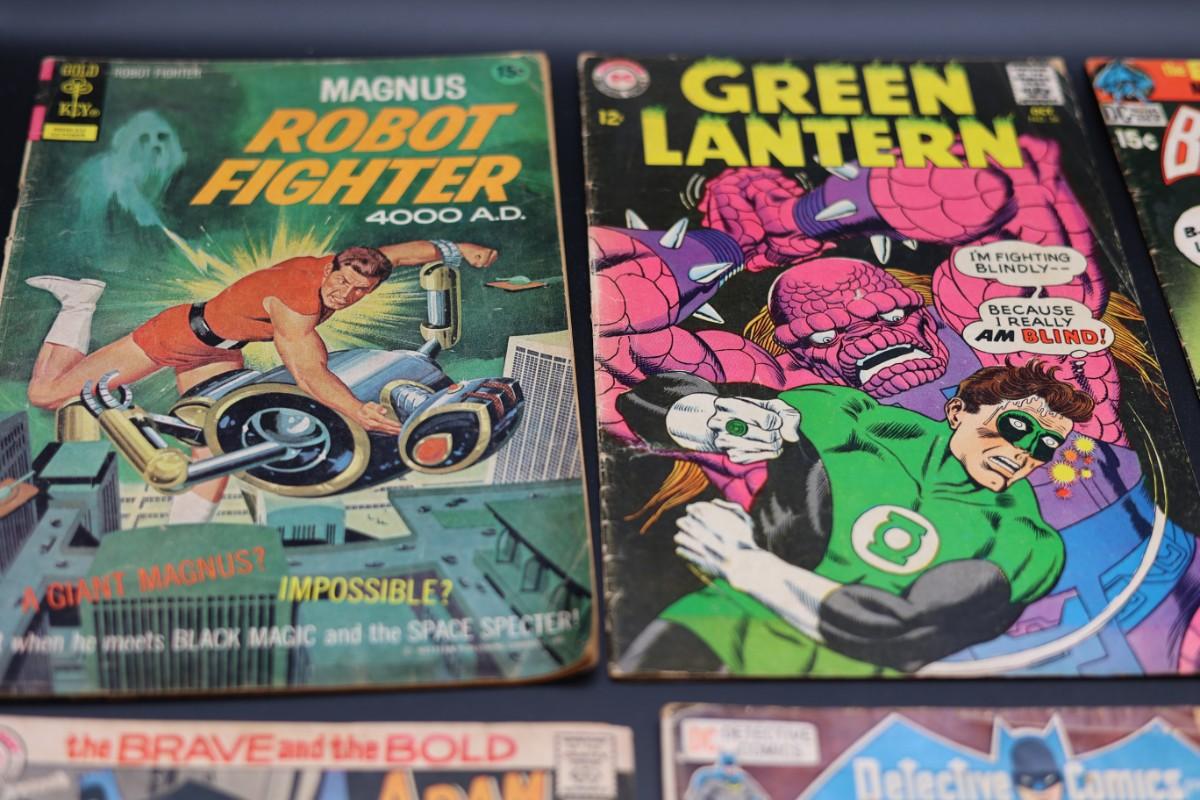 GOLD
KEY
ROBOT FIGHTER
15¢
MAGNUS
ROBOT
FIGHTER
4000 A.D.
A GIANT MAGNUS?
IMPOSSIBLE?
when he meets BLACK MAGIC and the SPACE SPECTER!
12¢
GREEN
LANTERN
OCT.
I'M FIGHTING
BLINDLY--
BECAUSE
I REALLY
AM BLIND!
the
15¢
B
B-
the BRAVE and the BOLD
DC DETECTIVE
COMICS
Detective Comics